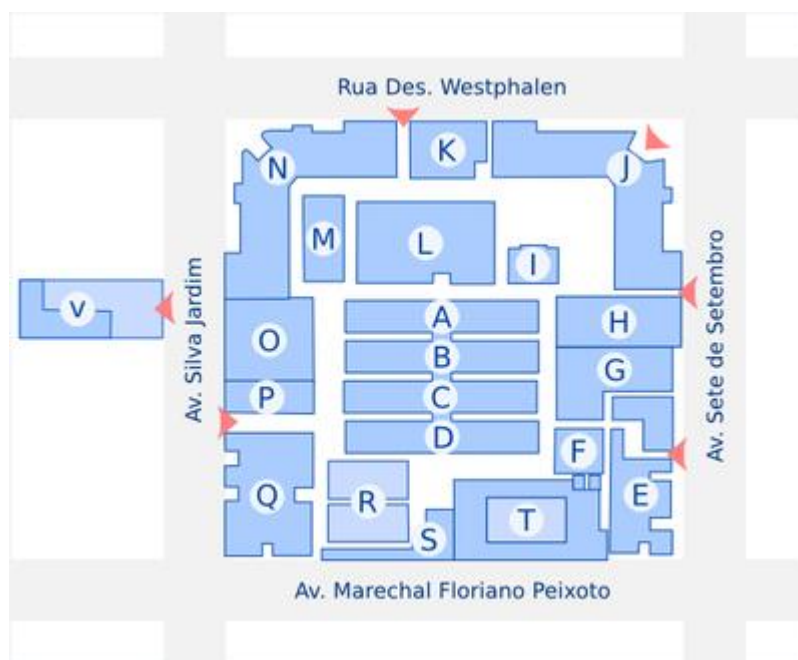 Rua Des. Westphalen
K
N
J
M
L
I
Av. Silva Jardim
Av. Sete de Setembro
v
A
H
O
B
G
P
C
D
F
Q
R
E
T
S
Av. Marechal Floriano Peixoto